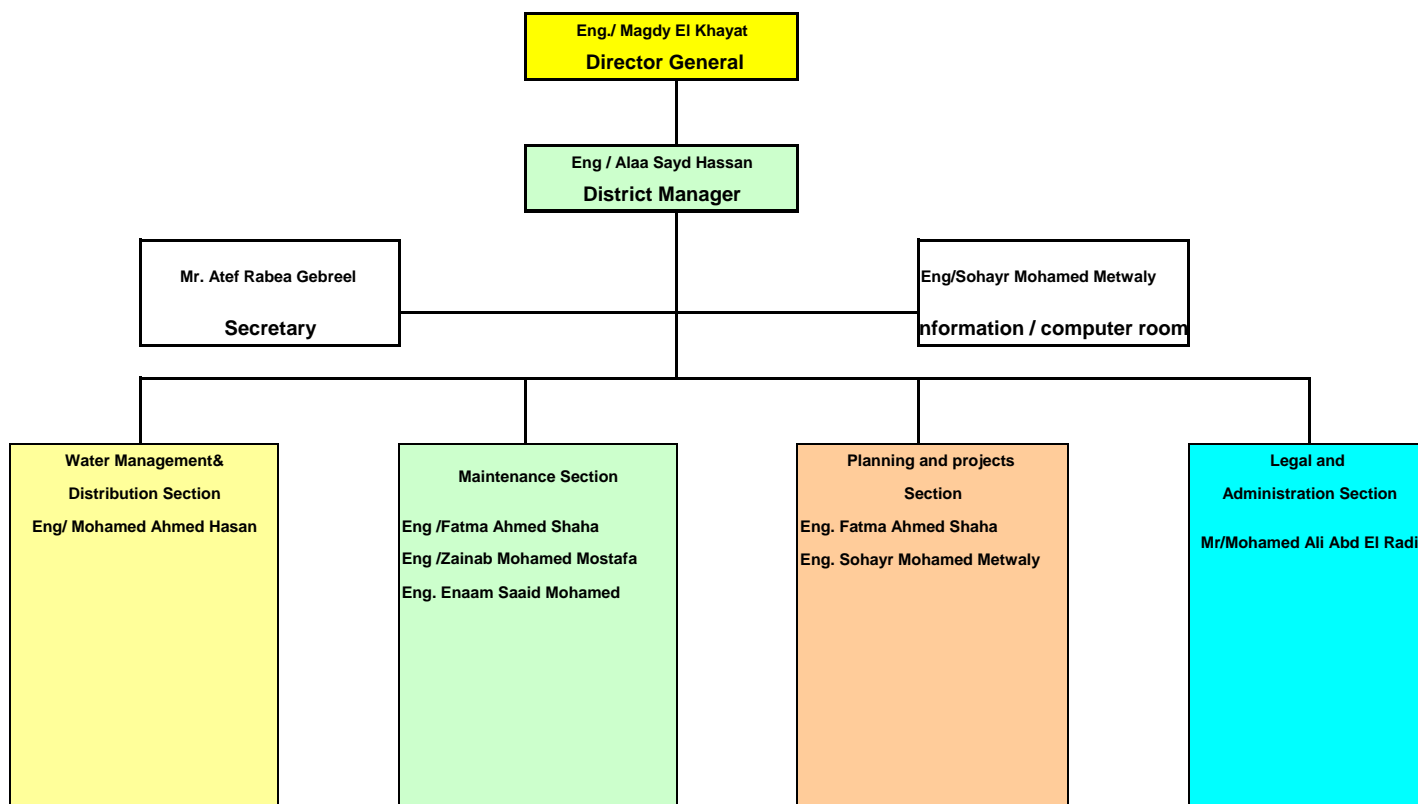 Eng./ Magdy El Khayat
Director General
Eng / Alaa Sayd Hassan
District Manager
Mr. Atef Rabea Gebreel
Secretary
Eng/Sohayr Mohamed Metwaly
nformation / computer room
Water Management&
Distribution Section
Eng/ Mohamed Ahmed Hasan
Maintenance Section
Eng /Fatma Ahmed Shaha
Eng /Zainab Mohamed Mostafa
Eng. Enaam Saaid Mohamed
Planning and projects
Section
Eng. Fatma Ahmed Shaha
Eng. Sohayr Mohamed Metwaly
Legal and
Administration Section
Mr/Mohamed Ali Abd El Radi